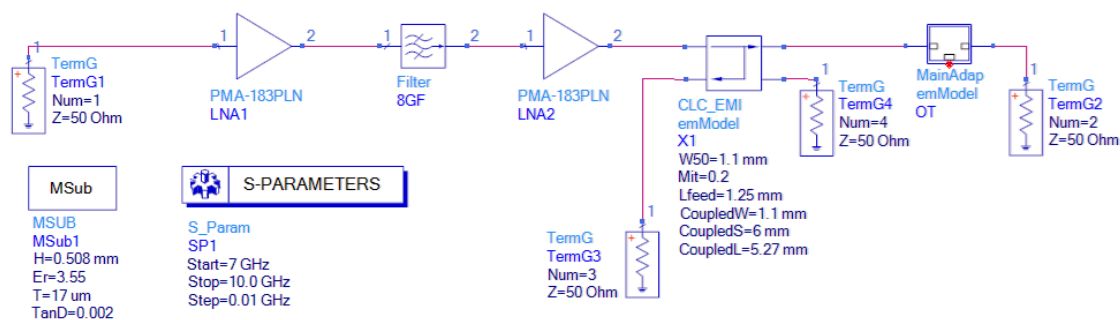 1
TermG
TermG1
Num=1
Z=50 Ohm
1
2
PMA-183PLN
LNA1
1
2
Filter
8GF
1
2
PMA-183PLN
LNA2
CLC_EMI
emModel
X1
W50=1.1 mm
Mit=0.2
Lfeed=1.25 mm
CoupledW=1.1 mm
CoupledS=6 mm
CoupledL=5.27 mm
1
TermG
TermG4
Num=4
Z=50 Ohm
MainAdap
emModel
OT
1
TermG
TermG2
Num=2
Z=50 Ohm
MSub
MSUB
MSub1
H=0.508 mm
Er=3.55
T=17 um
TanD=0.002
S-PARAMETERS
S_Param
SP1
Start=7 GHz
Stop=10.0 GHz
Step=0.01 GHz
1
TermG
TermG3
Num=3
Z=50 Ohm